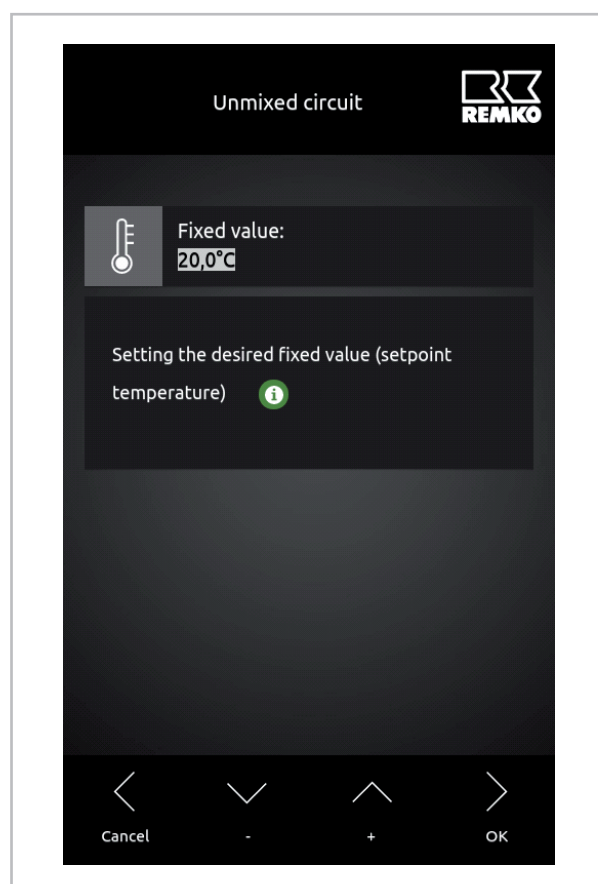 Unmixed circuit
REMKO
Fixed value:
20,0°C
Setting the desired fixed value (setpoint
temperature)
Cancel
-
+
OK